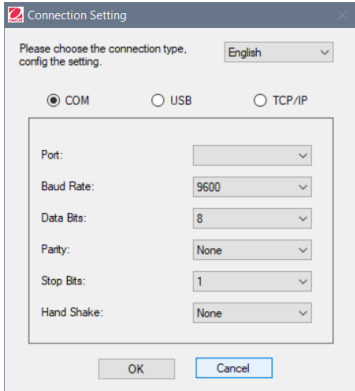 Connection Setting
Please choose the connection type,
config the setting.
English
COM
USB
TCP/IP
Port:
Baud Rate:
9600
Data Bits:
8
Parity:
None
Stop Bits:
1
Hand Shake:
None
OK
Cancel